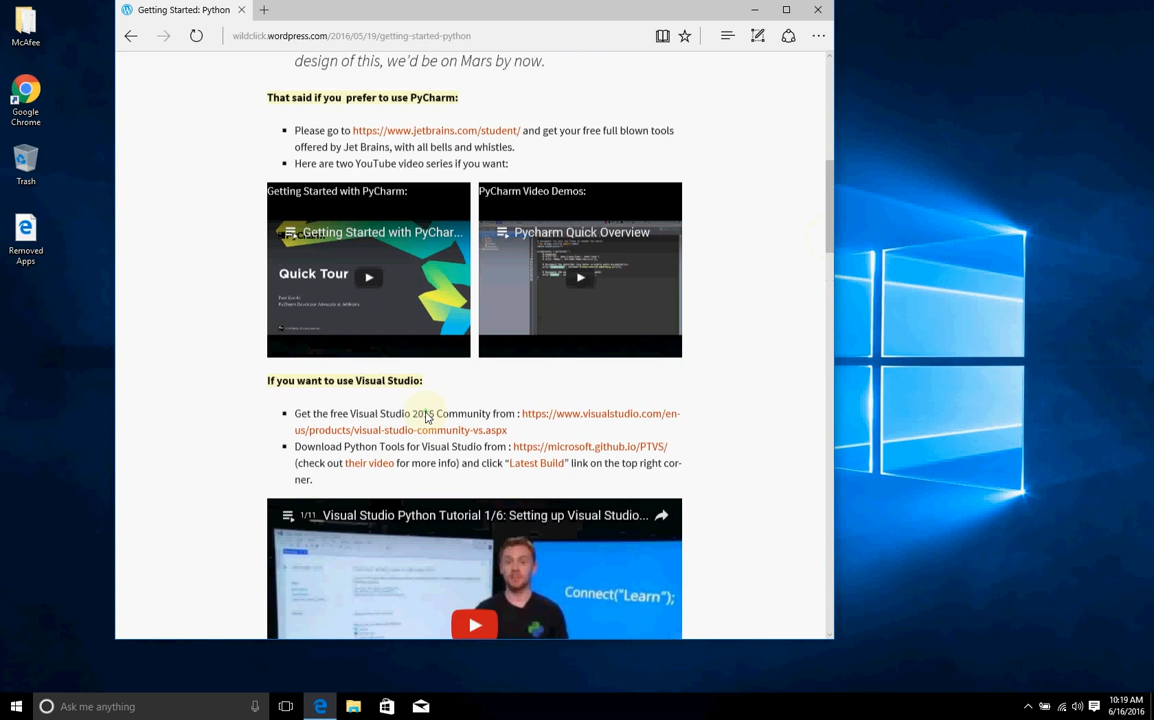 McAfee
Google
Chrome
Trash
Removed
Apps
Getting Started: Python
wildclick.wordpress.com/2016/05/19/getting-started-python
design of this, we'd be on Mars by now.
That said if you prefer to use PyCharm:
Please go to https://www.jetbrains.com/student/ and get your free full blown tools
offered by Jet Brains, with all bells and whistles.
Here are two YouTube video series if you want:
Getting Started with PyCharm:
Getting Started with PyChar...
Quick Tour
PyCharm Video Demos:
Pycharm Quick Overview
If you want to use Visual Studio:
Get the free Visual Studio 2015 Community from : https://www.visualstudio.com/en-
us/products/visual-studio-community-vs.aspx
Download Python Tools for Visual Studio from : https://microsoft.github.io/PTVS/
(check out their video for more info) and click “Latest Build” link on the top right cor-
ner.
1/11 Visual Studio Python Tutorial 1/6: Setting up Visual Studio...
Connect("Learn");
Ask me anything
10:19 AM
6/16/2016